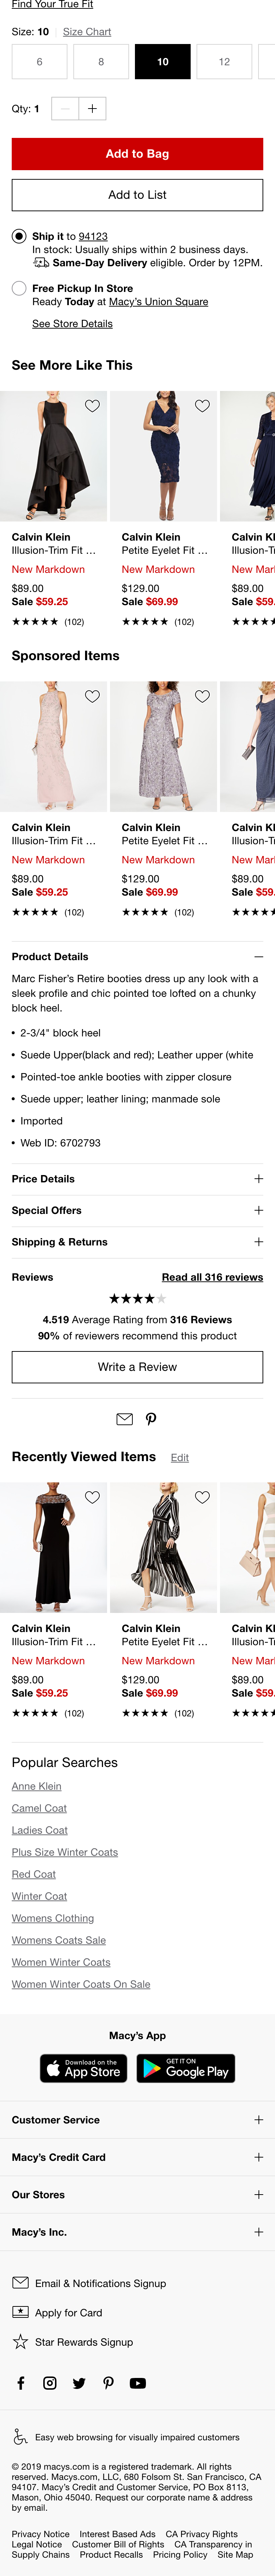 Find Your True Fit
Size: 10 Size Chart
6 8 10 12
Qty: 1
Add to Bag
Add to List
Ship it to 94123
In stock: Usually ships within 2 business days.
Same-Day Delivery eligible. Order by 12PM.
Free Pickup In Store
Ready Today at Macy's Union Square
See Store Details
See More Like This
Calvin Klein Calvin Klein Calvin Kl
Illusion-Trim Fit ... Petite Eyelet Fit ... Illusion-T
New Markdown New Markdown New Mar
$89.00 $129.00 $89.00
Sale $59.25 Sale $69.99 Sale $59.
(102) (102)
Sponsored Items
Calvin Klein Calvin Klein Calvin Kl
Illusion-Trim Fit ... Petite Eyelet Fit ... Illusion-T
New Markdown New Markdown New Mar
$89.00 $129.00 $89.00
Sale $59.25 Sale $69.99 Sale $59.
(102) (102)
Product Details
Marc Fisher's Retire booties dress up any look with a
sleek profile and chic pointed toe lofted on a chunky
block heel.
• 2-3/4" block heel
• Suede Upper(black and red); Leather upper (white
• Pointed-toe ankle booties with zipper closure
• Suede upper; leather lining; manmade sole
• Imported
• Web ID: 6702793
Price Details
Special Offers
Shipping & Returns
Reviews Read all 316 reviews
4.519 Average Rating from 316 Reviews
90% of reviewers recommend this product
Write a Review
Recently Viewed Items Edit
Calvin Klein Calvin Klein Calvin Kl
Illusion-Trim Fit ... Petite Eyelet Fit ... Illusion-T
New Markdown New Markdown New Mar
$89.00 $129.00 $89.00
Sale $59.25 Sale $69.99 Sale $59.
(102) (102)
Popular Searches
Anne Klein
Camel Coat
Ladies Coat
Plus Size Winter Coats
Red Coat
Winter Coat
Womens Clothing
Womens Coats Sale
Women Winter Coats
Women Winter Coats On Sale
Macy's App
Download on the App Store GET IT ON Google Play
Customer Service
Macy's Credit Card
Our Stores
Macy's Inc.
Email & Notifications Signup
Apply for Card
Star Rewards Signup
Easy web browsing for visually impaired customers
© 2019 macys.com is a registered trademark. All rights
reserved. Macys.com, LLC, 680 Folsom St. San Francisco, CA
94107. Macy's Credit and Customer Service, PO Box 8113,
Mason, Ohio 45040. Request our corporate name & address
by email.
Privacy Notice Interest Based Ads CA Privacy Rights
Legal Notice Customer Bill of Rights CA Transparency in
Supply Chains Product Recalls Pricing Policy Site Map